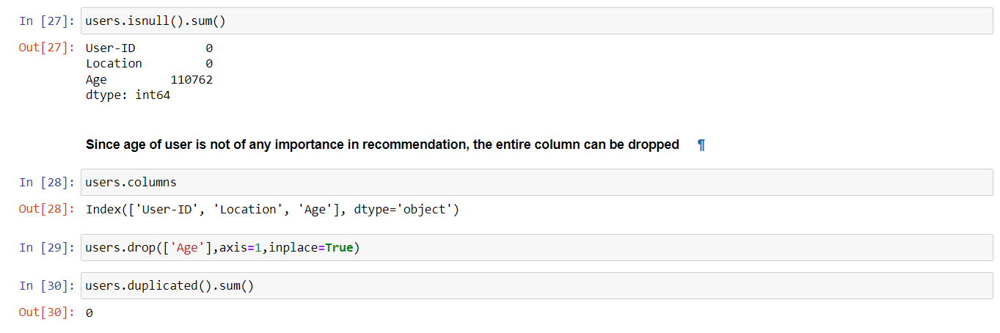 In [27]: users.isnull().sum()
Out[27]: User-ID 0
Location 0
Age 110762
dtype: int64
Since age of user is not of any importance in recommendation, the entire column can be dropped ¶
In [28]: users.columns
Out[28]: Index(['User-ID', 'Location', 'Age'], dtype='object')
In [29]: users.drop(['Age'],axis=1,inplace=True)
In [30]: users.duplicated().sum()
Out[30]: 0